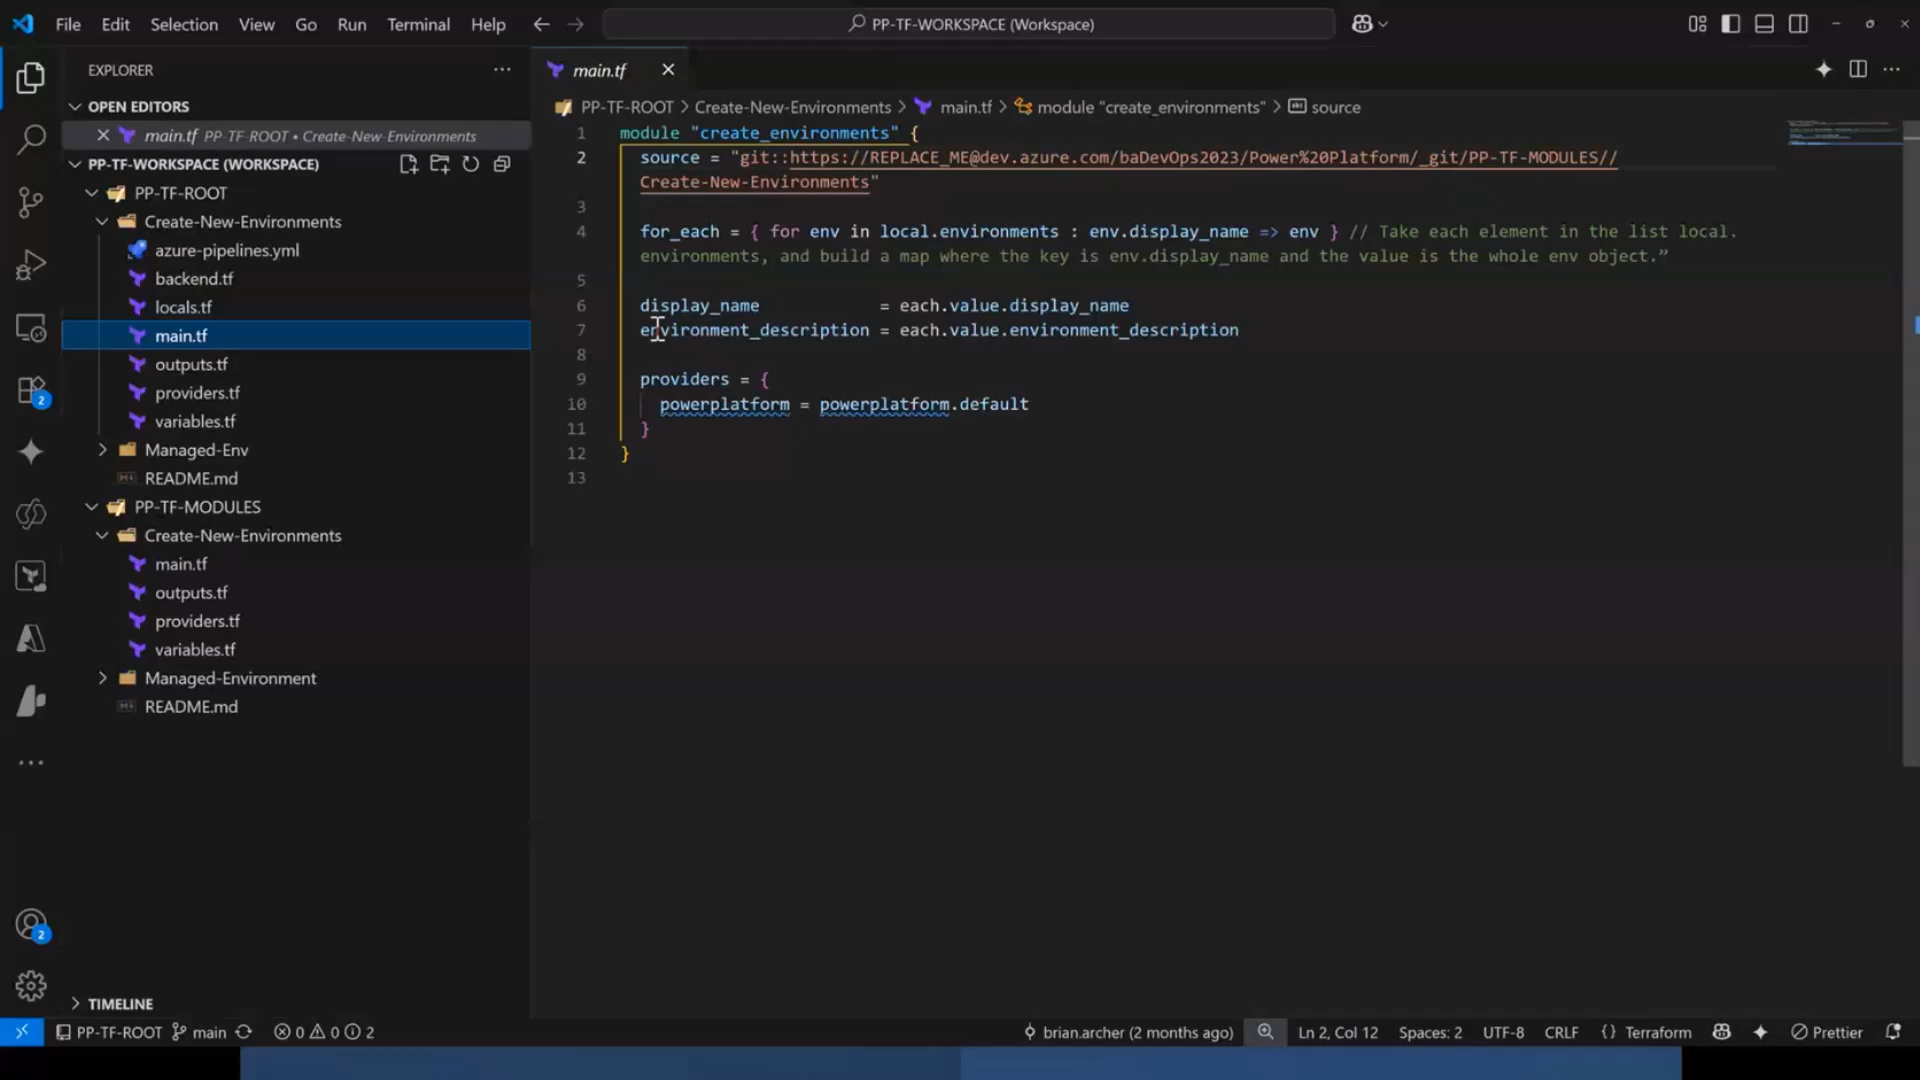 File Edit Selection View Go Run Terminal Help
PP-TF-WORKSPACE (Workspace)
EXPLORER
OPEN EDITORS
main.tf PP-TF-ROOT • Create-New-Environments
PP-TF-WORKSPACE (WORKSPACE)
PP-TF-ROOT
Create-New-Environments
azure-pipelines.yml
backend.tf
locals.tf
main.tf
outputs.tf
providers.tf
variables.tf
Managed-Env
README.md
PP-TF-MODULES
Create-New-Environments
main.tf
outputs.tf
providers.tf
variables.tf
Managed-Environment
README.md
TIMELINE
2
2
main.tf
PP-TF-ROOT > Create-New-Environments > main.tf > module "create_environments" > source
1 module "create_environments" {
2 source = "git::https://REPLACE_ME@dev.azure.com/baDevOps2023/Power%20Platform/_git/PP-TF-MODULES//
Create-New-Environments"
3
4 for_each = { for env in local.environments : env.display_name => env } // Take each element in the list local.
environments, and build a map where the key is env.display_name and the value is the whole env object.”
5
6 display_name = each.value.display_name
7 environment_description = each.value.environment_description
8
9 providers = {
10 powerplatform = powerplatform.default
11 }
12 }
13
PP-TF-ROOT main 0 0 2
brian.archer (2 months ago) Ln 2, Col 12 Spaces: 2 UTF-8 CRLF {} Terraform Prettier